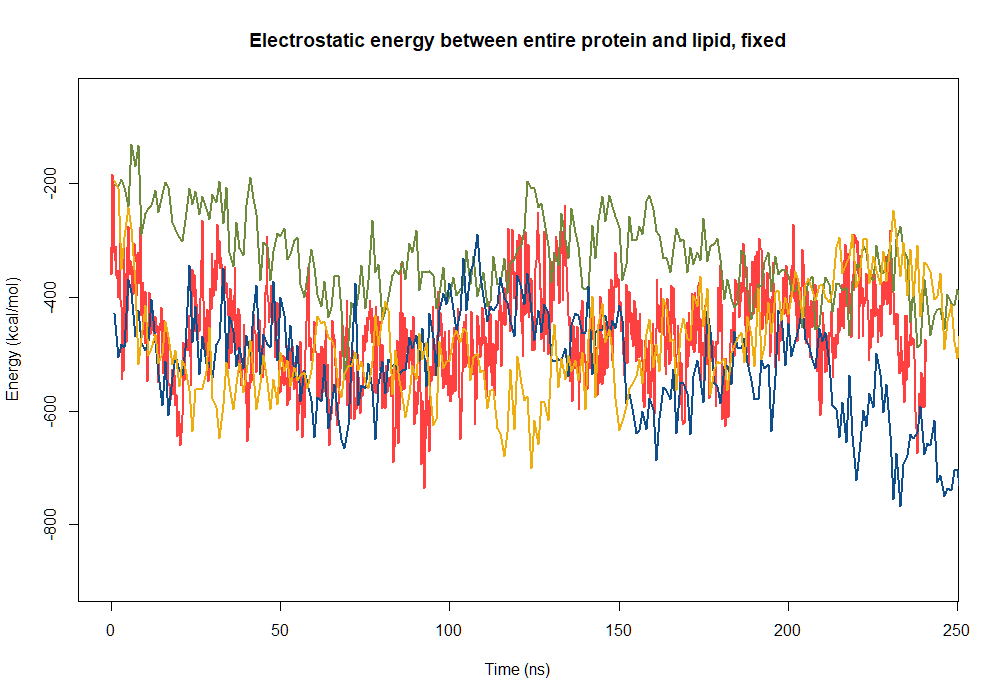 Electrostatic energy between entire protein and lipid, fixed
Energy (kcal/mol)
-200
-400
-600
-800
0 50 100 150 200 250
Time (ns)